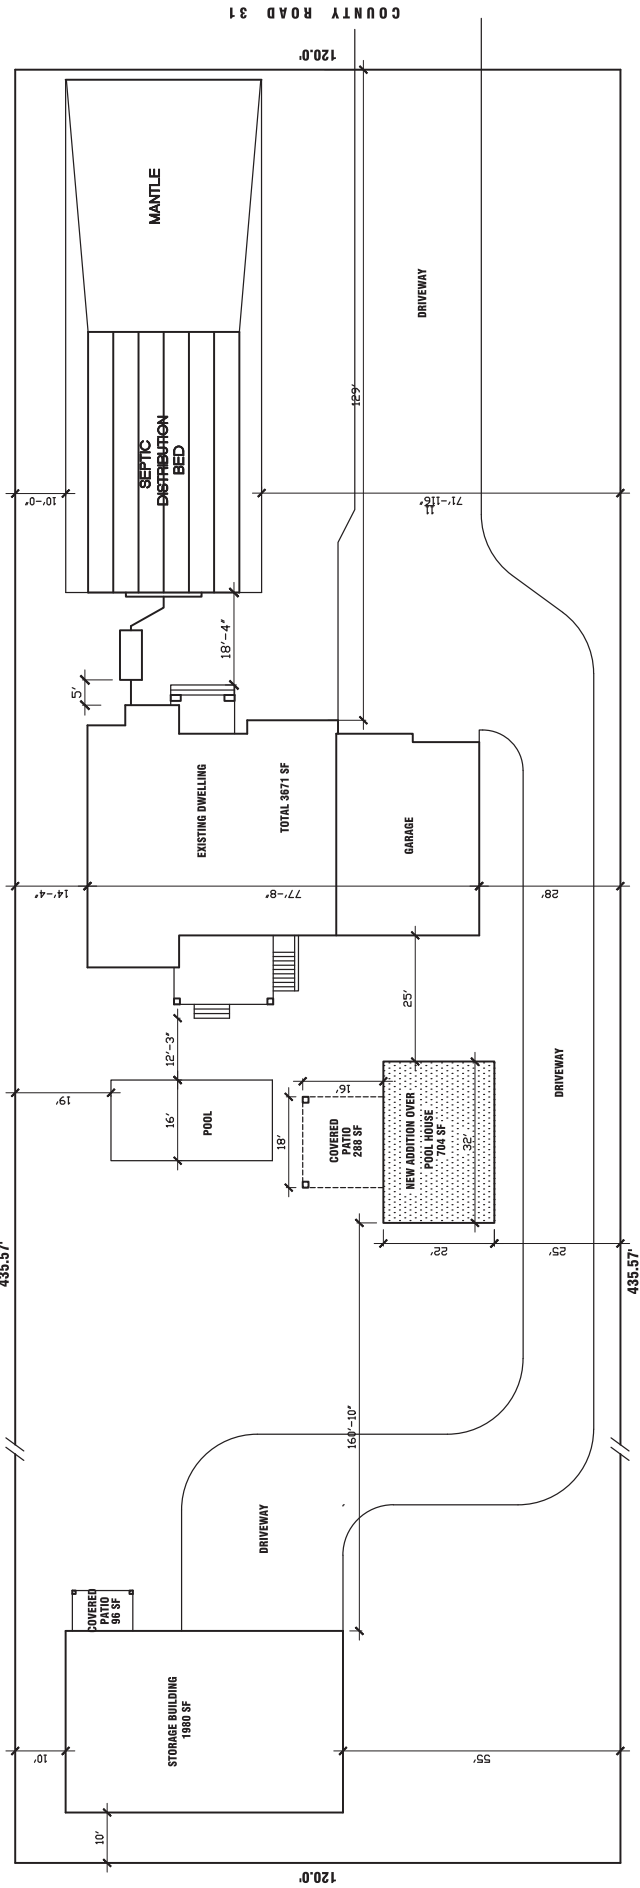 COUNTY ROAD 31
120.0'
MANTLE
DRIVEWAY
129'
SEPTIC
DISTRIBUTION
BED
10'-0"
71'-11
18'-4"
5'
EXISTING DWELLING
TOTAL 3671 SF
GARAGE
14'-4"
77'-8"
28'
25'
12'-3"
19'
16'
POOL
18'
16'
COVERED
PATIO
288 SF
NEW ADDITION OVER
POOL HOUSE
704 SF
32'
DRIVEWAY
22'
25'
435.57'
435.57'
160'-10"
DRIVEWAY
COVERED
PATIO
96 SF
STORAGE BUILDING
1980 SF
10'
55'
10'
120.0'